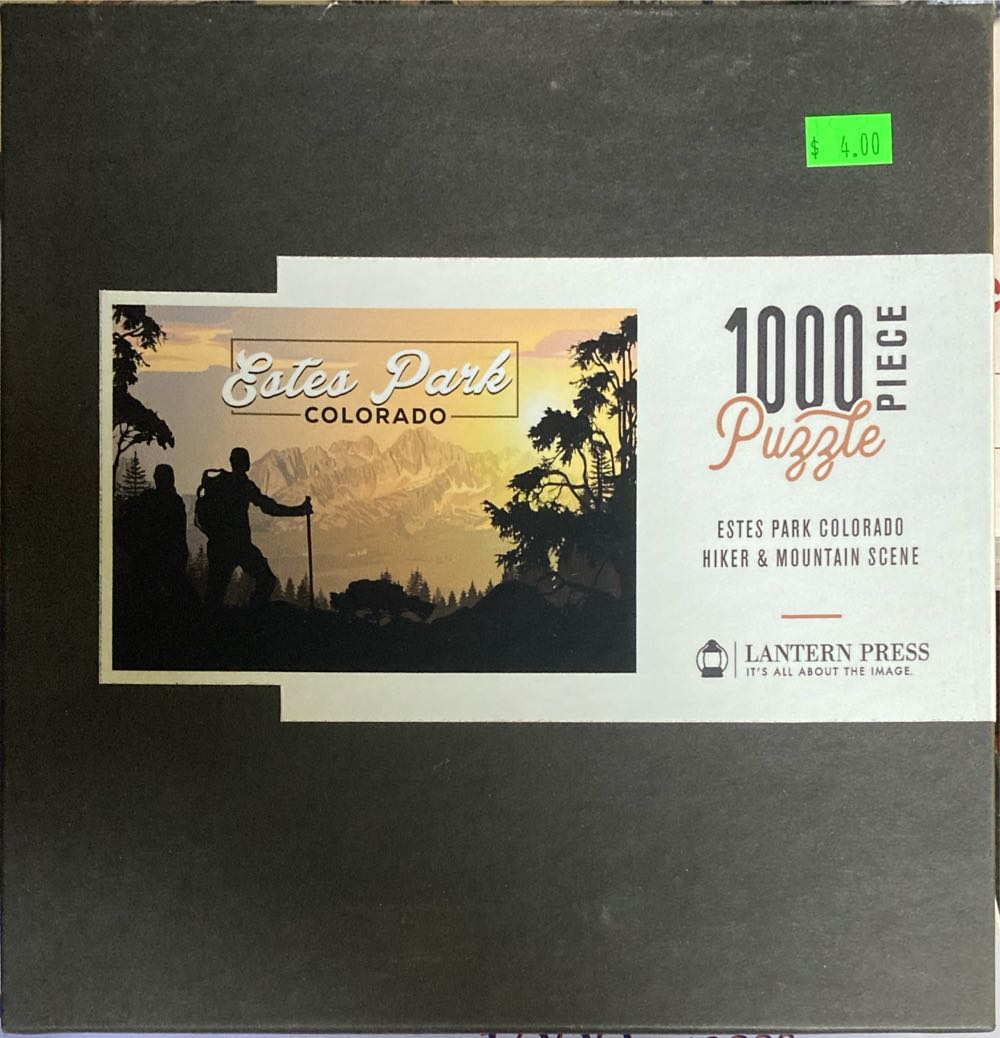 $ 4.00
Estes Park
COLORADO
1000
PIECE
Puzzle
ESTES PARK COLORADO
HIKER & MOUNTAIN SCENE
LANTERN PRESS
IT'S ALL ABOUT THE IMAGE.